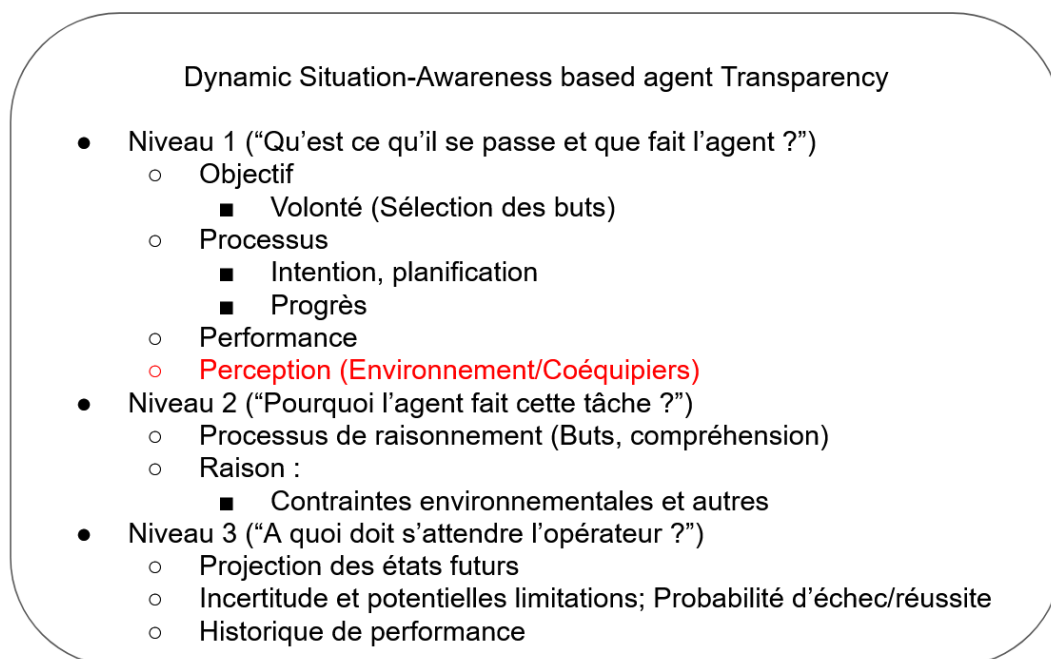 Dynamic Situation-Awareness based agent Transparency
● Niveau 1 (“Qu’est ce qu’il se passe et que fait l’agent ?”)
○ Objectif
■ Volonté (Sélection des buts)
○ Processus
■ Intention, planification
■ Progrès
○ Performance
○ Perception (Environnement/Coéquipiers)
● Niveau 2 (“Pourquoi l’agent fait cette tâche ?”)
○ Processus de raisonnement (Buts, compréhension)
○ Raison :
■ Contraintes environnementales et autres
● Niveau 3 (“A quoi doit s’attendre l’opérateur ?”)
○ Projection des états futurs
○ Incertitude et potentielles limitations; Probabilité d’échec/réussite
○ Historique de performance